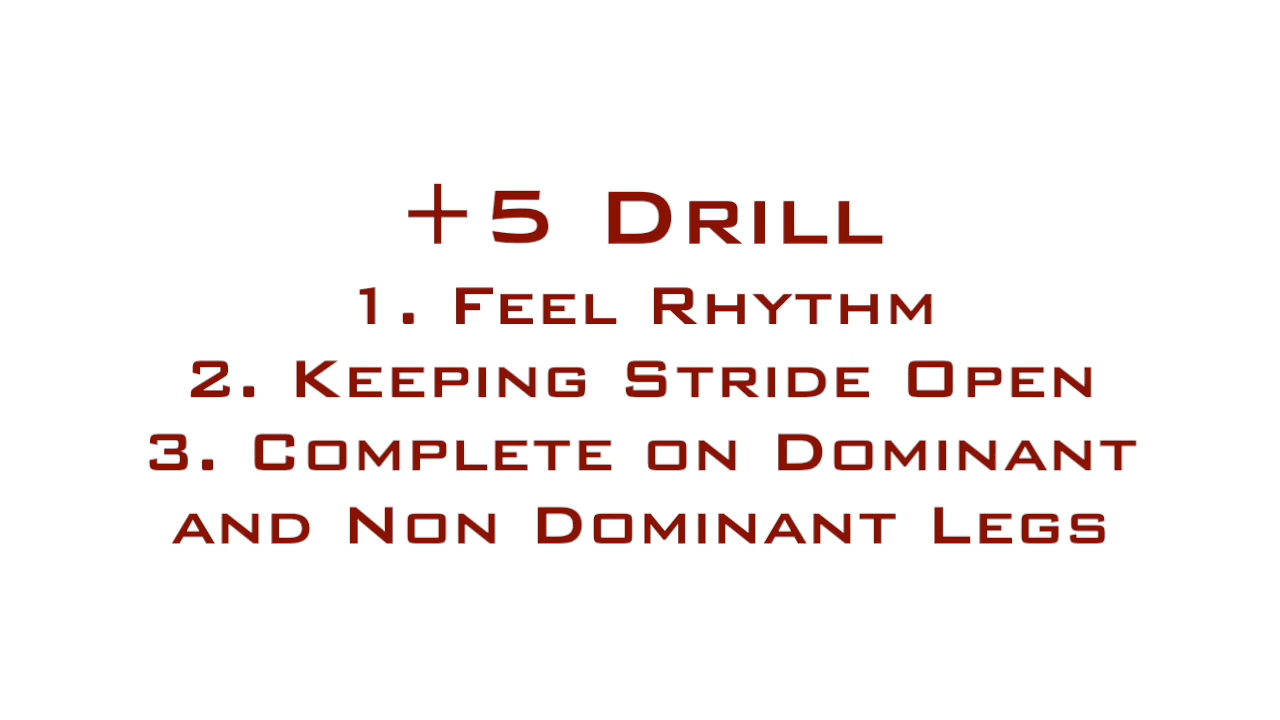 +5 Drill
1. Feel Rhythm
2. Keeping Stride Open
3. Complete on Dominant
and Non Dominant Legs